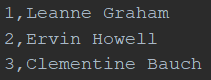 1,Leanne Graham
2,Ervin Howell
3,Clementine Bauch